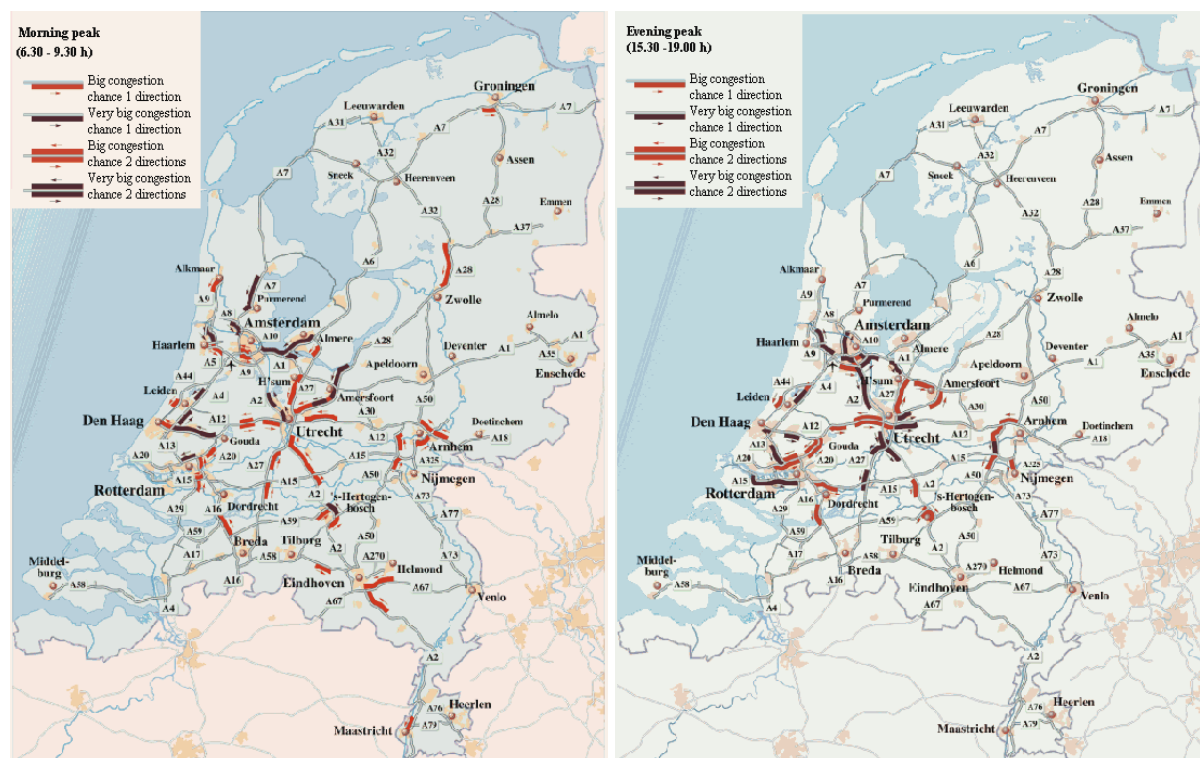 Morning peak
(6.30 - 9.30 h)
Big congestion
chance 1 direction
Very big congestion
chance 1 direction
Big congestion
chance 2 directions
Very big congestion
chance 2 directions
Groningen
Leeuwarden
A7
A31
A7
A32
Assen
Sneek
Heerenveen
A7
A28
Emmen
A32
A37
A6
Alkmaar
A7
A28
A9
Purmerend
Zwolle
A8
Amsterdam
Almelo
A10
Almere
A28
A1
Haarlem
Deventer
A1
A35
A5
A9
A1
Apeldoorn
Enschede
A44
H'sum
A27
Leiden
A4
A2
Amersfoort
A50
A30
Den Haag
A12
Utrecht
Doetinchem
A13
Gouda
A12
Arnhem
A18
A20
A20
A27
A15
A325
A50
Rotterdam
A15
A15
A2
Nijmegen
A16
Dordrecht
's-Hertogen-
bosch
A73
A29
A59
A77
A59
Breda
Tilburg
A50
A17
A58
A270
A73
Middel-
burg
Helmond
A58
A16
Eindhoven
A67
A67
Venlo
A4
A2
A76
Heerlen
Maastricht
A79
Evening peak
(15.30 -19.00 h)
Big congestion
chance 1 direction
Very big congestion
chance 1 direction
Big congestion
chance 2 directions
Very big congestion
chance 2 directions
Groningen
Leeuwarden
A7
A31
A7
A32
Assen
Sneek
Heerenveen
A7
A28
Emmen
A32
A37
A6
Alkmaar
A28
A9
A7
Zwolle
Purmerend
A8
Amsterdam
Almelo
A10
Almere
A28
A1
Haarlem
Deventer
A35
A9
A1
Apeldoorn
A1
Enschede
A44
A4
H'sum
Amersfoort
Leiden
A2
A27
A50
A30
Den Haag
A12
Arnhem
Doetinchem
A13
Gouda
Utrecht
A12
A18
A20
A20
A27
A15
A325
A15
A15
A50
Nijmegen
Rotterdam
A16
Dordrecht
A2
's-Hertogen-
bosch
A73
A29
A59
A77
A59
Tilburg
A2
A50
A17
A58
A73
Middel-
burg
Breda
A270
Helmond
A58
A16
Eindhoven
A67
Venlo
A4
A67
A2
A76
Heerlen
Maastricht
A79